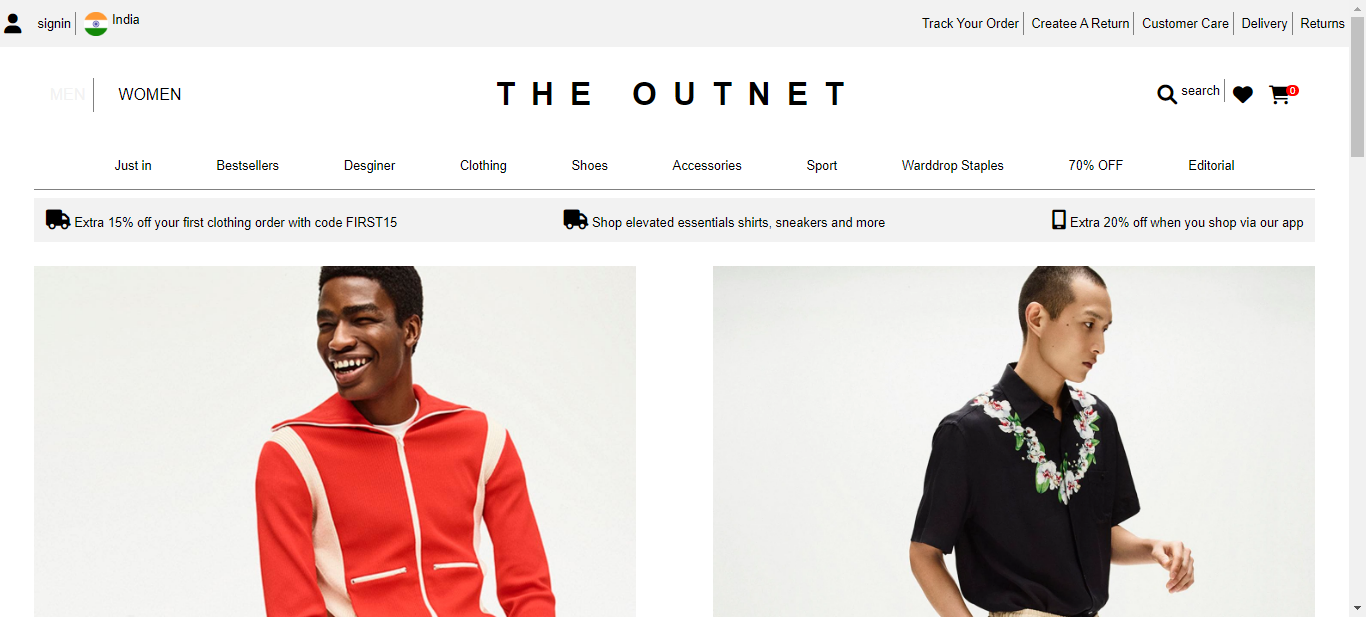 signin India Track Your Order Createe A Return Customer Care Delivery Returns
MEN WOMEN THE OUTNET search 0
Just in Bestsellers Desginer Clothing Shoes Accessories Sport Warddrop Staples 70% OFF Editorial
Extra 15% off your first clothing order with code FIRST15 Shop elevated essentials shirts, sneakers and more Extra 20% off when you shop via our app